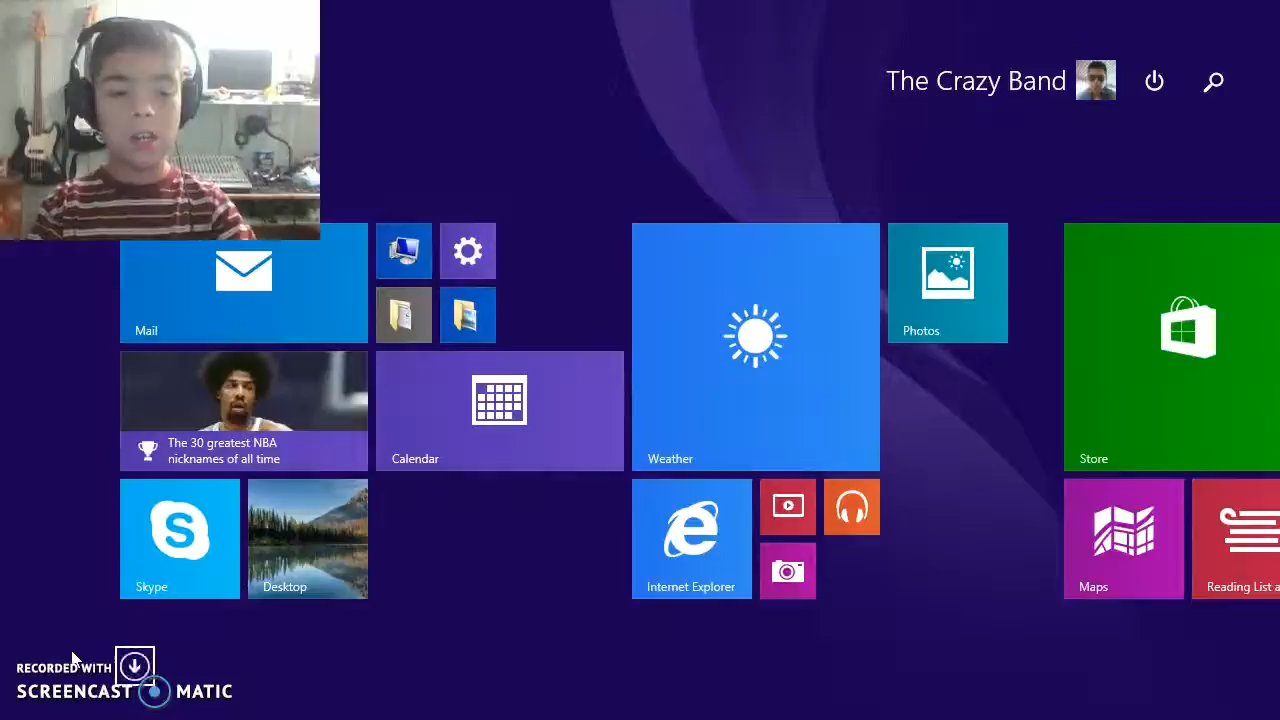 The Crazy Band
Mail
The 30 greatest NBA
nicknames of all time
Calendar
Skype
Desktop
Weather
Internet Explorer
Photos
Store
Maps
Reading List a
RECORDED WITH
SCREENCAST MATIC